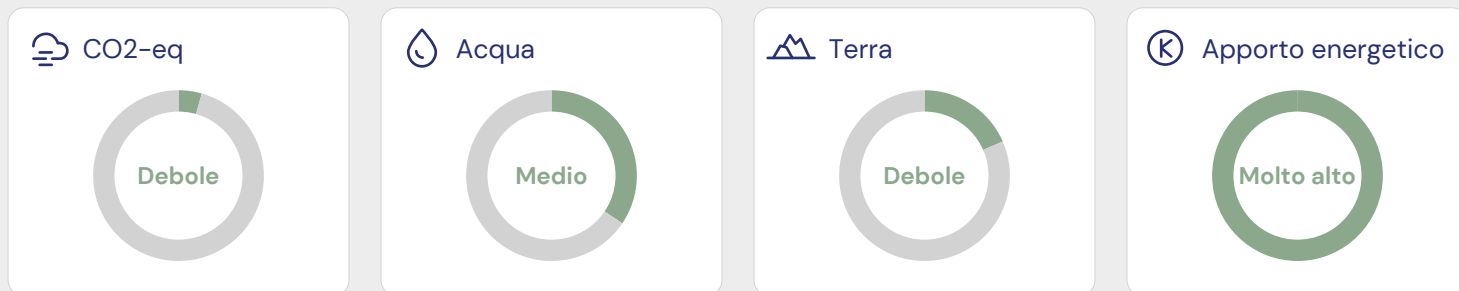 CO2-eq
Debole
Acqua
Medio
Terra
Debole
Apporto energetico
Molto alto